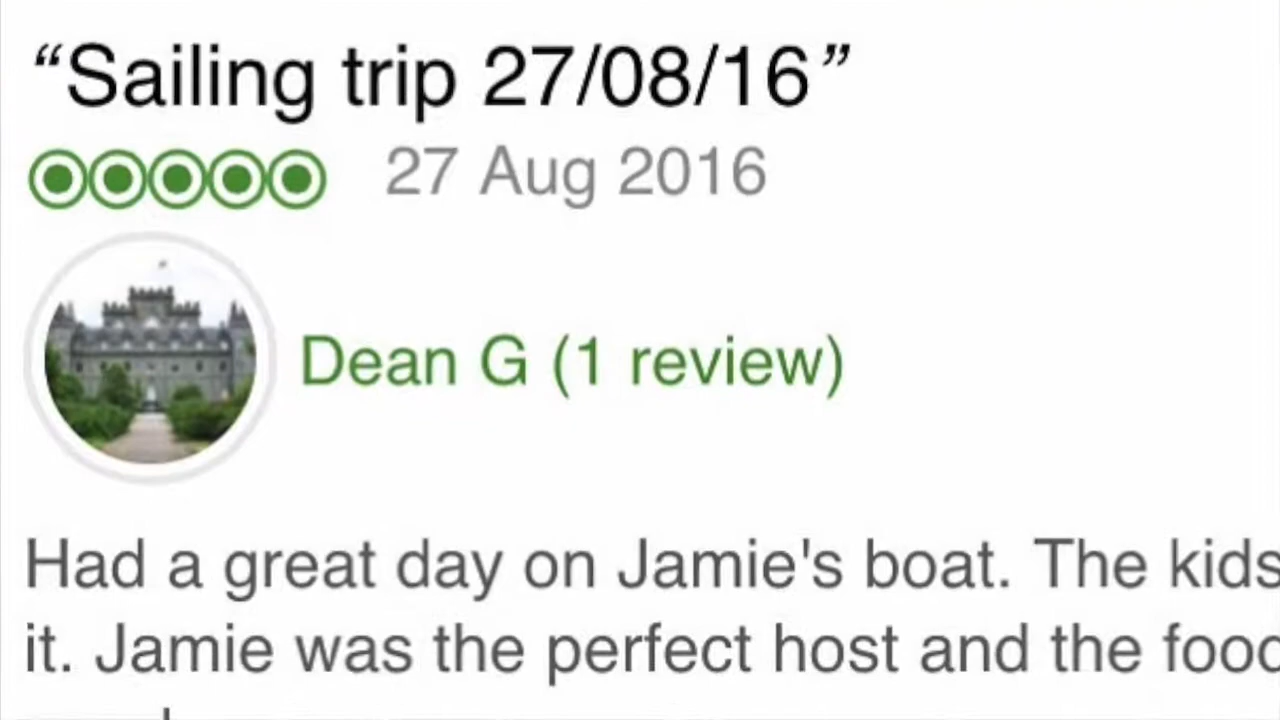 “Sailing trip 27/08/16”
27 Aug 2016
Dean G (1 review)
Had a great day on Jamie's boat. The kids
it. Jamie was the perfect host and the food